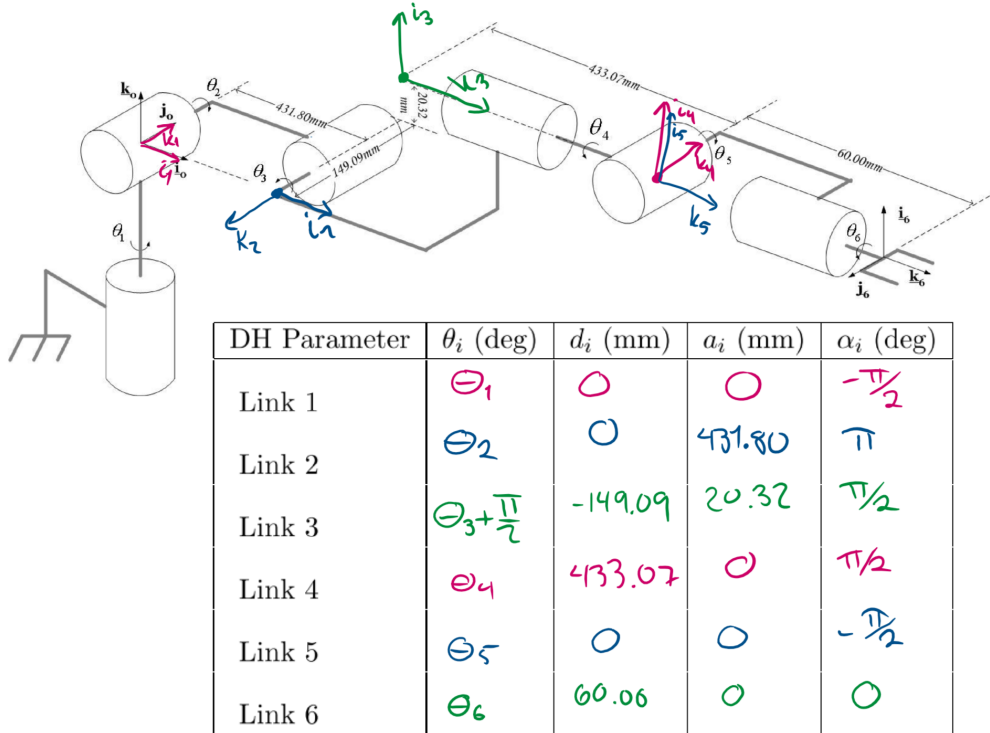 i₃
433.07mm
k₀
θ₂
j₀
k₁
i₁
i₀
431.80mm
20.32
mm
k₃
θ₄
i₄
i₅
k₄
θ₅
k₅
60.00mm
149.09mm
θ₃
k₂
i₂
θ₁
θ₆
i₆
k₆
j₆
DH Parameter θᵢ (deg) dᵢ (mm) aᵢ (mm) αᵢ (deg)
Link 1 θ₁ 0 0 -π/2
Link 2 θ₂ 0 431.80 π
Link 3 θ₃+π/2 -149.09 20.32 π/2
Link 4 θ₄ 433.07 0 π/2
Link 5 θ₅ 0 0 -π/2
Link 6 θ₆ 60.00 0 0